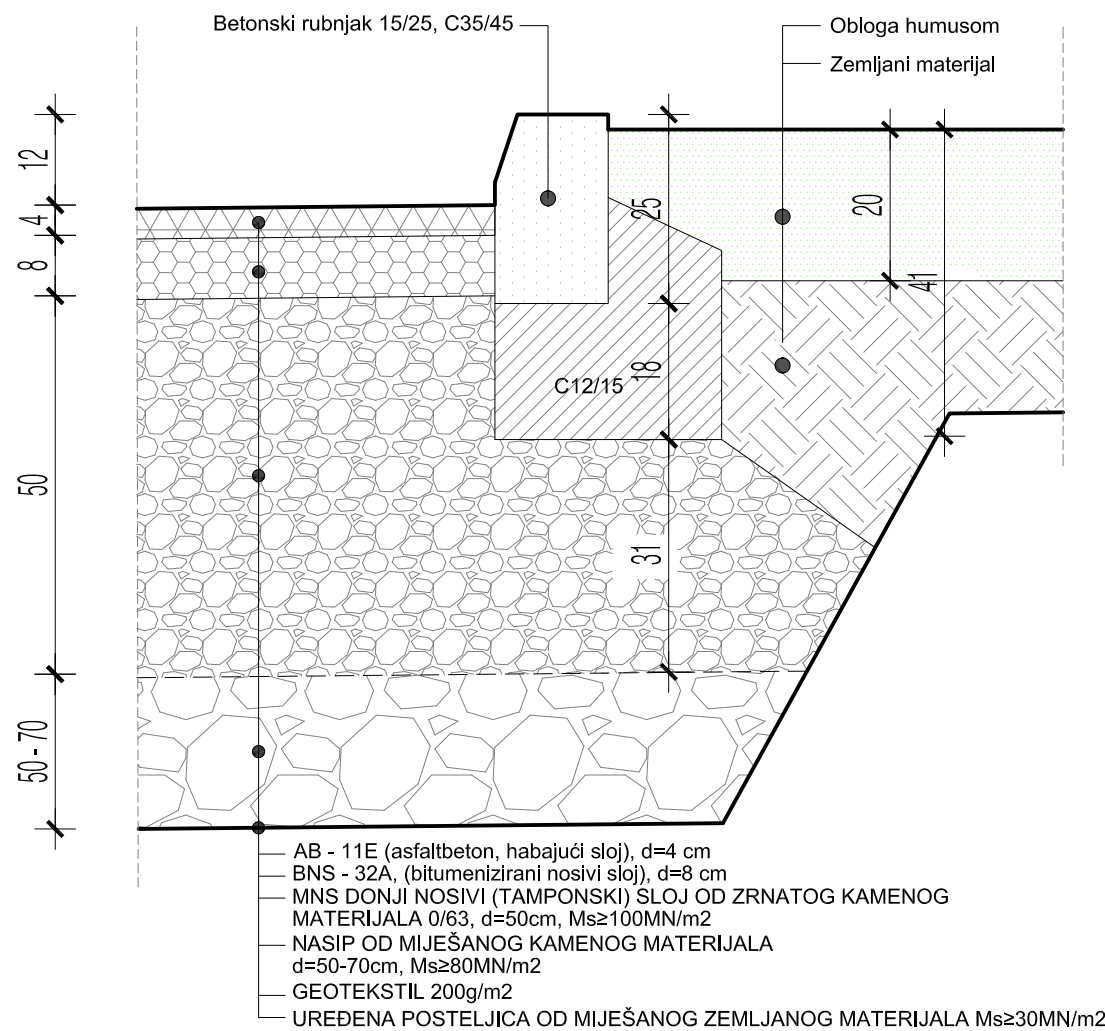 Betonski rubnjak 15/25, C35/45
Obloga humusom
Zemljani materijal
12
4
8
50
50 - 70
25
18
31
20
41
C12/15
AB - 11E (asfaltbeton, habajući sloj), d=4 cm
BNS - 32A, (bitumenizirani nosivi sloj), d=8 cm
MNS DONJI NOSIVI (TAMPONSKI) SLOJ OD ZRNATOG KAMENOG
MATERIJALA 0/63, d=50cm, Ms≥100MN/m2
NASIP OD MIJEŠANOG KAMENOG MATERIJALA
d=50-70cm, Ms≥80MN/m2
GEOTEKSTIL 200g/m2
UREĐENA POSTELJICA OD MIJEŠANOG ZEMLJANOG MATERIJALA Ms≥30MN/m2